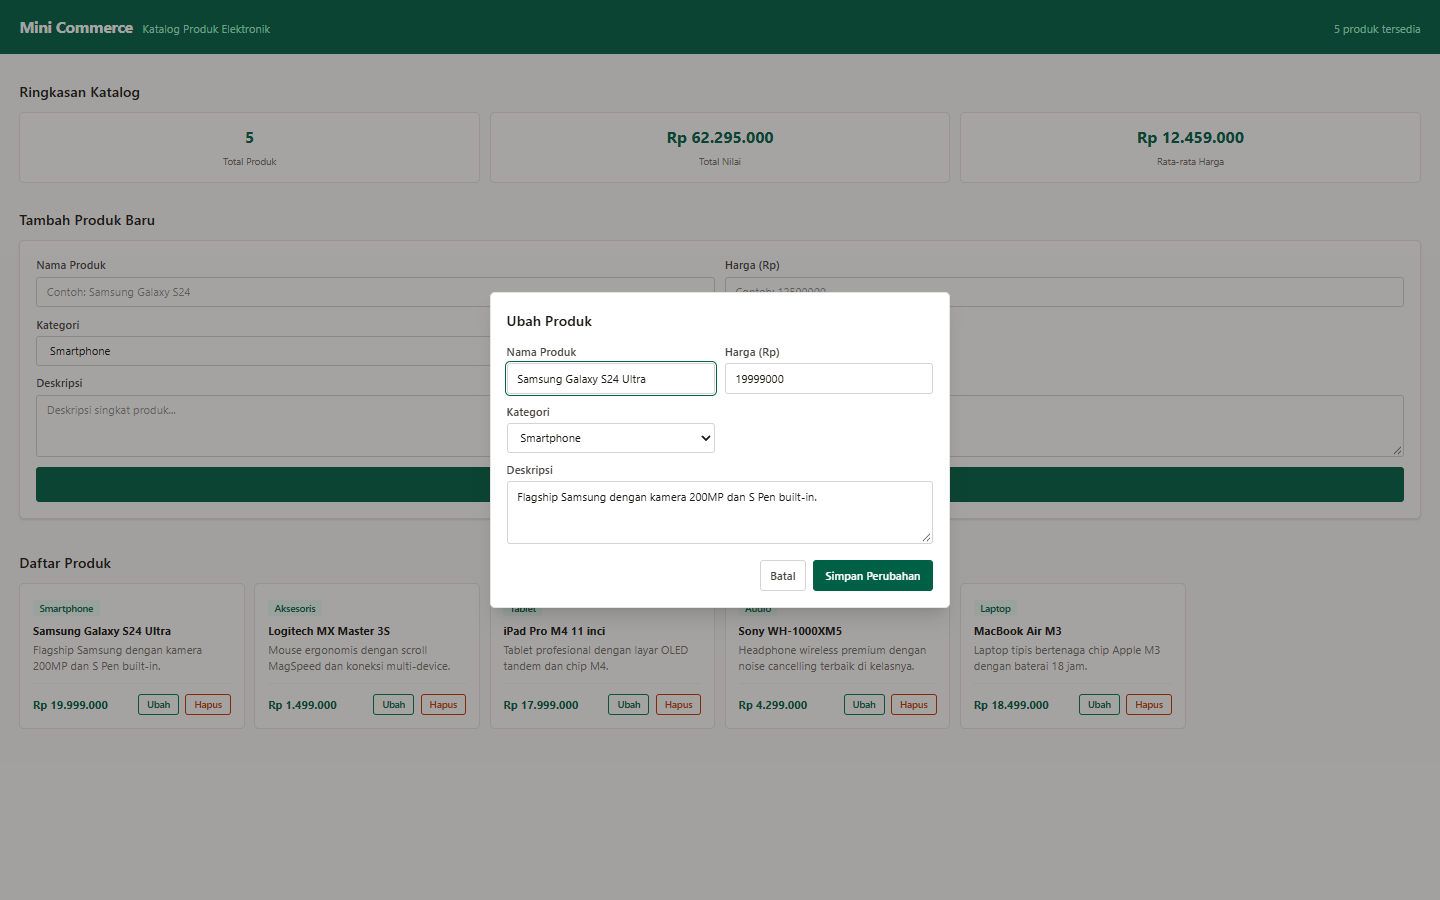 Mini Commerce Katalog Produk Elektronik 5 produk tersedia
Ringkasan Katalog
5
Total Produk
Rp 62.295.000
Total Nilai
Rp 12.459.000
Rata-rata Harga
Tambah Produk Baru
Nama Produk
Contoh: Samsung Galaxy S24
Harga (Rp)
Contoh: 12500000
Kategori
Smartphone
Deskripsi
Deskripsi singkat produk...
Ubah Produk
Nama Produk
Samsung Galaxy S24 Ultra
Harga (Rp)
19999000
Kategori
Smartphone
Deskripsi
Flagship Samsung dengan kamera 200MP dan S Pen built-in.
Batal Simpan Perubahan
Daftar Produk
Smartphone
Samsung Galaxy S24 Ultra
Flagship Samsung dengan kamera
200MP dan S Pen built-in.
Rp 19.999.000 Ubah Hapus
Aksesoris
Logitech MX Master 3S
Mouse ergonomis dengan scroll
MagSpeed dan koneksi multi-device.
Rp 1.499.000 Ubah Hapus
Tablet
iPad Pro M4 11 inci
Tablet profesional dengan layar OLED
tandem dan chip M4.
Rp 17.999.000 Ubah Hapus
Audio
Sony WH-1000XM5
Headphone wireless premium dengan
noise cancelling terbaik di kelasnya.
Rp 4.299.000 Ubah Hapus
Laptop
MacBook Air M3
Laptop tipis bertenaga chip Apple M3
dengan baterai 18 jam.
Rp 18.499.000 Ubah Hapus